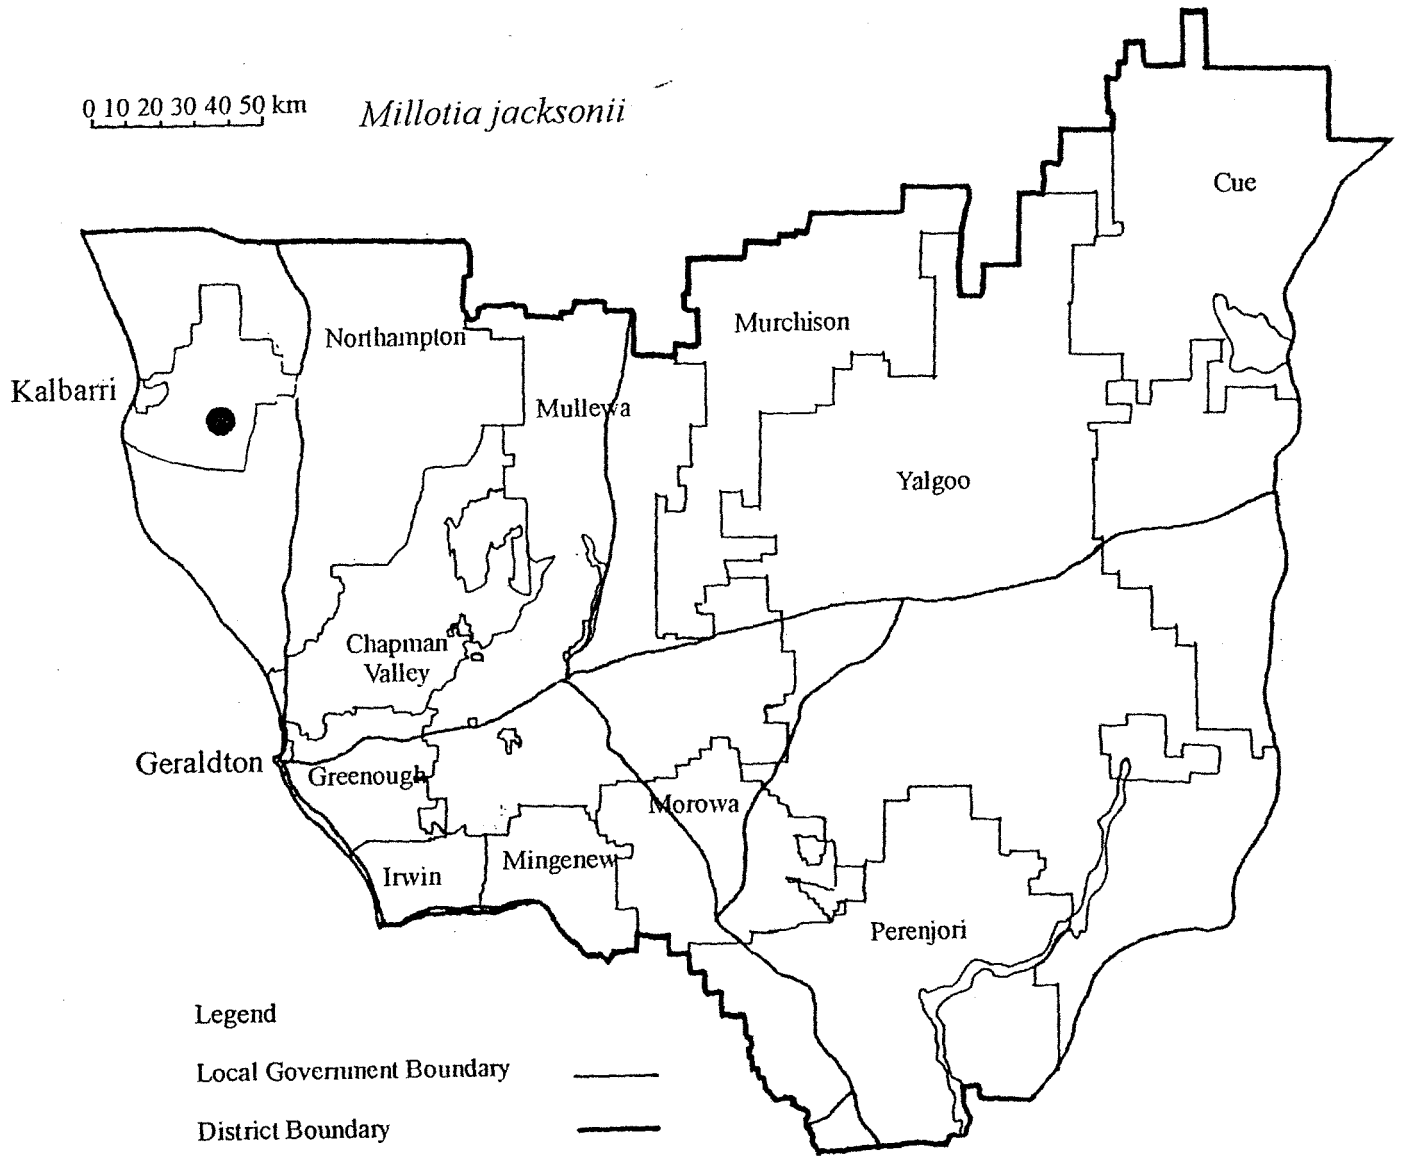 0 10 20 30 40 50 km
Millotia jacksonii
Cue
Northampton
Murchison
Kalbarri
Mullewa
Yalgoo
Chapman
Valley
Geraldton
Greenough
Morowa
Irwin
Mingenew
Perenjori
Legend
Local Government Boundary
District Boundary